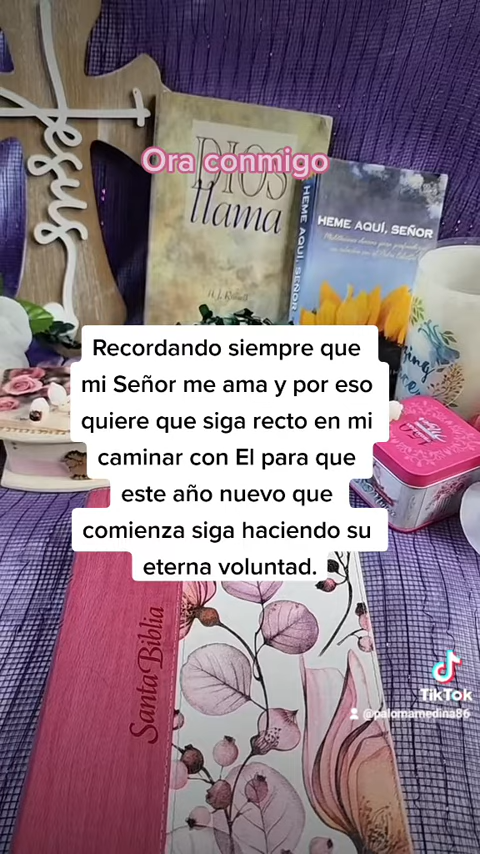 Jesus
Ora conmigo
DIOS
llama
HEME AQUÍ, SEÑOR
HEME AQUÍ, SEÑOR
Recordando siempre que
mi Señor me ama y por eso
quiere que siga recto en mi
caminar con El para que
este año nuevo que
comienza siga haciendo su
eterna voluntad.
Santa Biblia
TikTok
@palomamedina86